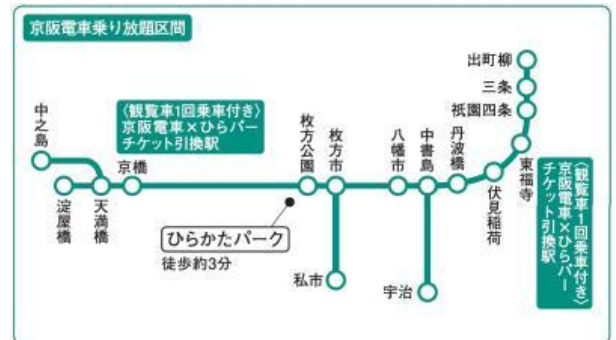 京阪電車乗り放題区間
出町柳
三条
祇園四条
〈観覧車1回乗車付き〉
京阪電車×ひらパー
チケット引換駅
中之島
京橋
枚方公園
枚方市
八幡市
中書島
丹波橋
東福寺
伏見稲荷
淀屋橋
天満橋
〈観覧車1回乗車付き〉
京阪電車×ひらパー
チケット引換駅
ひらかたパーク
徒歩約3分
私市
宇治